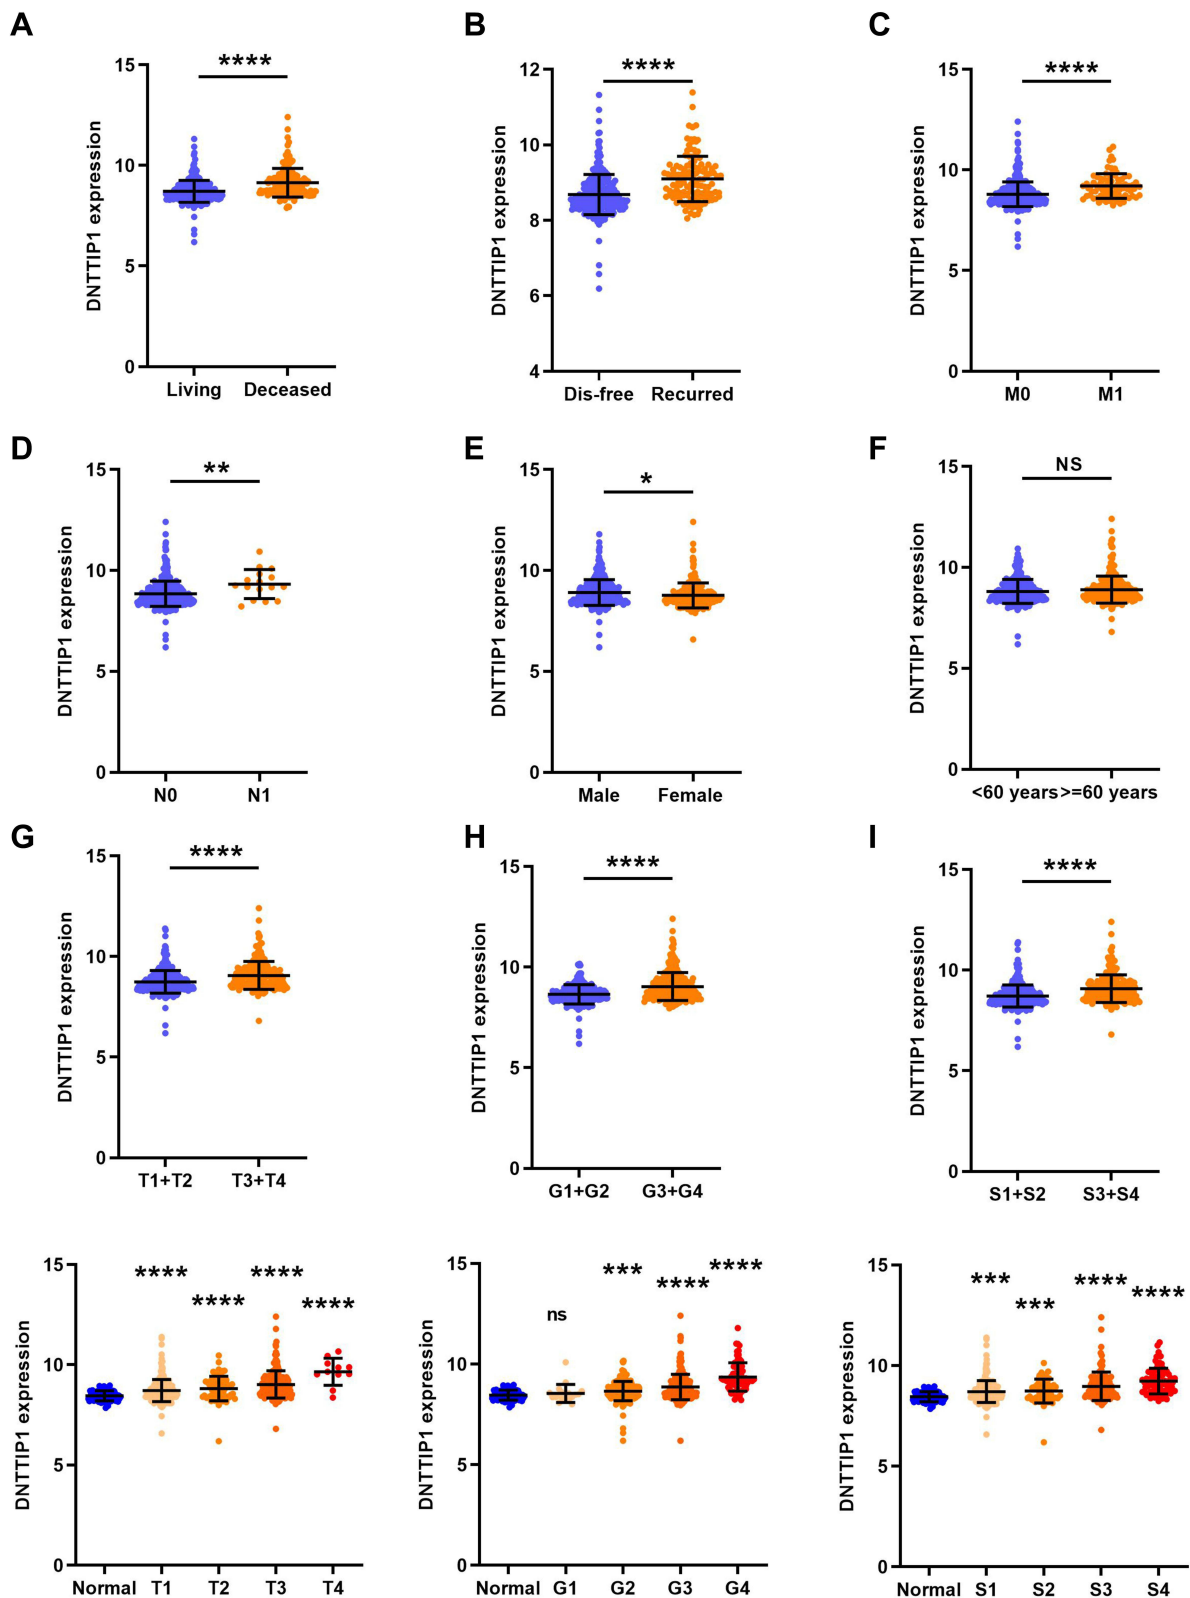 A
****
DNTTIP1 expression
15
10
5
0
Living Deceased
B
****
DNTTIP1 expression
12
10
8
6
4
Dis-free Recurred
C
****
DNTTIP1 expression
15
10
5
0
M0 M1
D
**
DNTTIP1 expression
15
10
5
0
N0 N1
E
*
DNTTIP1 expression
15
10
5
0
Male Female
F
NS
DNTTIP1 expression
15
10
5
0
<60 years >=60 years
G
****
DNTTIP1 expression
15
10
5
0
T1+T2 T3+T4
H
****
DNTTIP1 expression
15
10
5
0
G1+G2 G3+G4
I
****
DNTTIP1 expression
15
10
5
0
S1+S2 S3+S4
**** **** **** ****
DNTTIP1 expression
15
10
5
0
Normal T1 T2 T3 T4
ns *** **** ****
DNTTIP1 expression
15
10
5
0
Normal G1 G2 G3 G4
*** *** **** ****
DNTTIP1 expression
15
10
5
0
Normal S1 S2 S3 S4